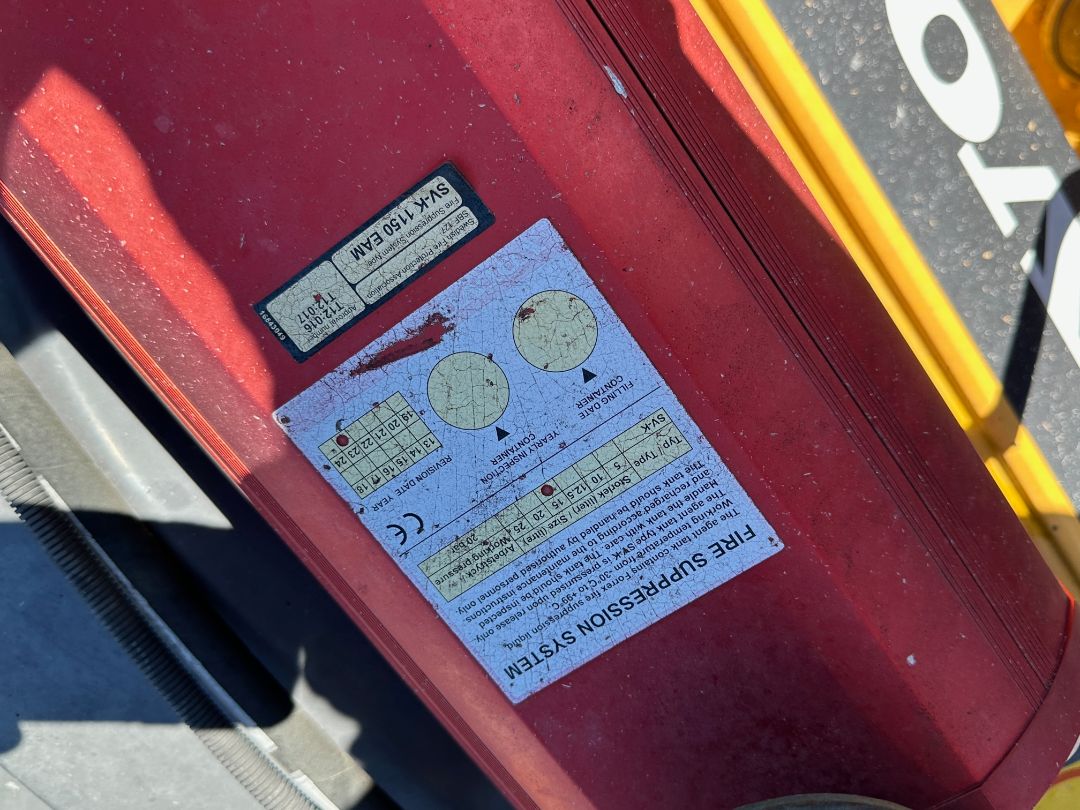 FIRE SUPPRESSION SYSTEM
The agent tank contains Forrex fire suppression liquid.
Working agent temperature from -30°C to +99°C.
The agent tank type SV-K is pressurised upon release only.
Handle the tank with care. The tank should be inspected
and recharged according to the maintenance instructions.
The tank should be handled by authorised personnel only.
Typ / Type
Storlek (liter) / Size (litre)
Arbetstryck
Working pressure
SV-K
5
10
12.5
15
20
25
20 Bar
CE
FILLING DATE
CONTAINER
YEARLY INSPECTION
CONTAINER
REVISION DATE YEAR
13 14 15 16 18
19 20 21 22 23 24
Swedish Fire Protection Association
SBF 127
Fire Suppression System type
SV-K 1150 EAM
Approval number
T12:016
T12:017